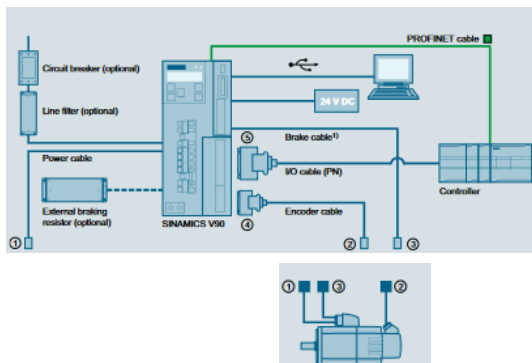 PROFINET cable
Circuit breaker (optional)
Line filter (optional)
24 V DC
⑤
Brake cable¹⁾
Power cable
I/O cable (PN)
Controller
External braking
resistor (optional)
SINAMICS V90
④
Encoder cable
①
②
③
①
③
②